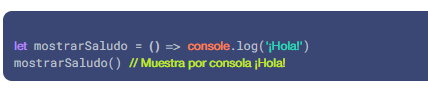 let mostrarSaludo = () => console.log('¡Hola!')
mostrarSaludo() // Muestra por consola ¡Hola!